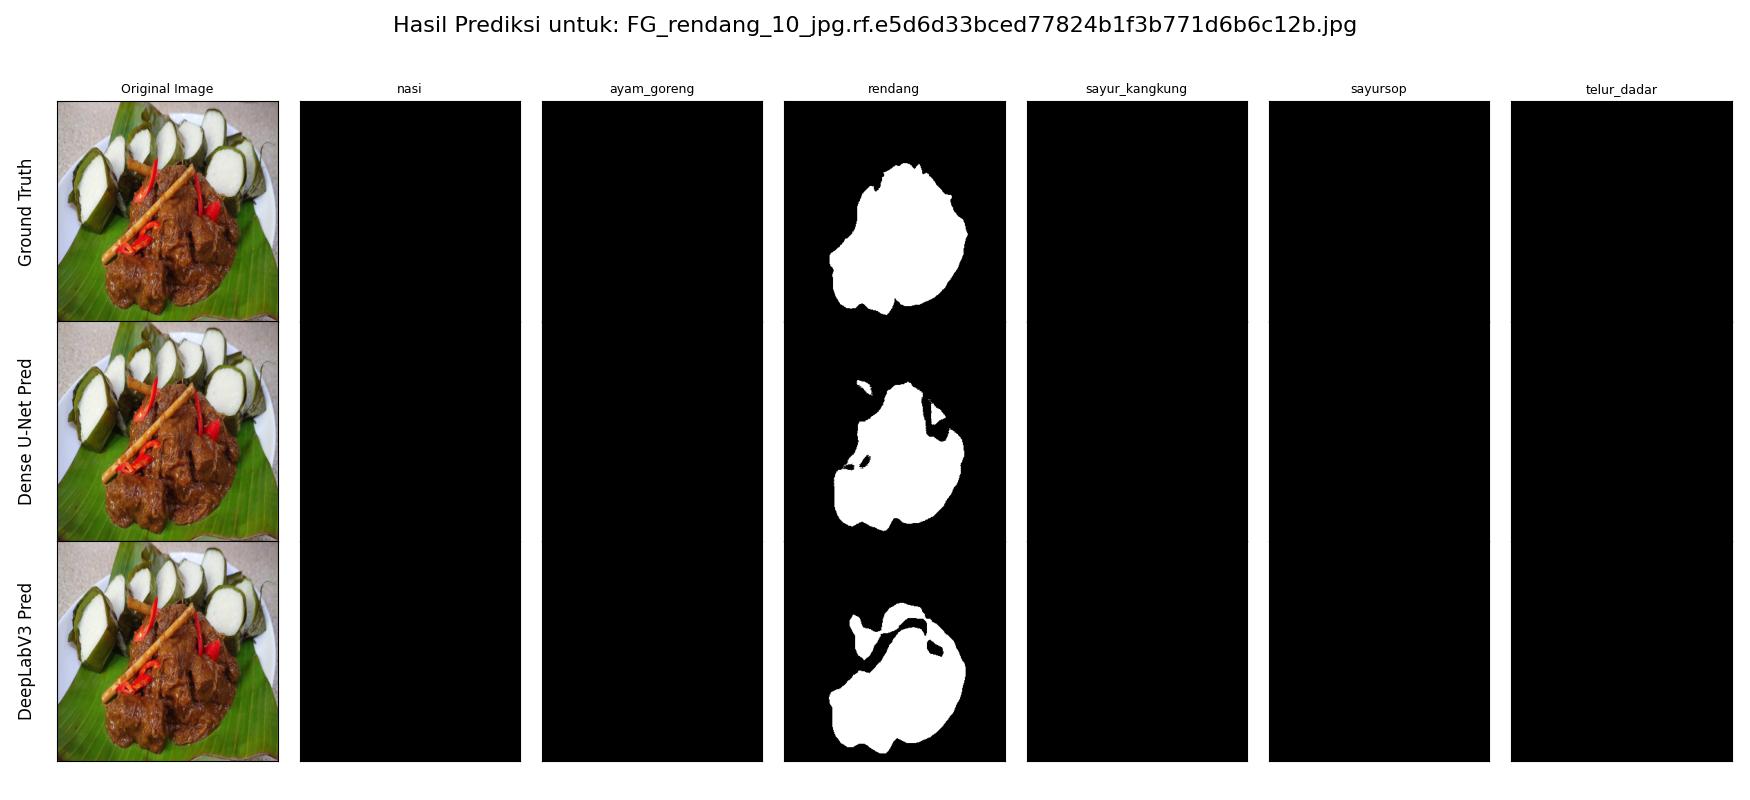 Hasil Prediksi untuk: FG_rendang_10_jpg.rf.e5d6d33bced77824b1f3b771d6b6c12b.jpg
Original Image
nasi
ayam_goreng
rendang
sayur_kangkung
sayursop
telur_dadar
Ground Truth
Dense U-Net Pred
DeepLabV3 Pred